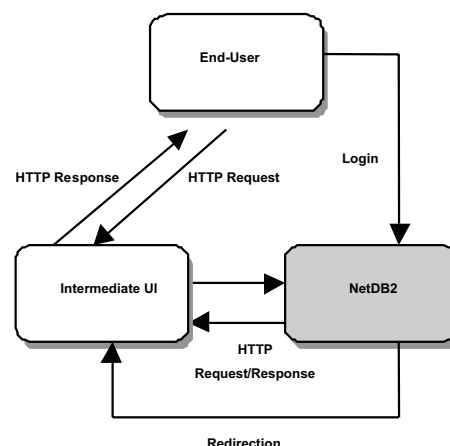 End-User
Login
HTTP Response
HTTP Request
Intermediate UI
NetDB2
HTTP
Request/Response
Redirection